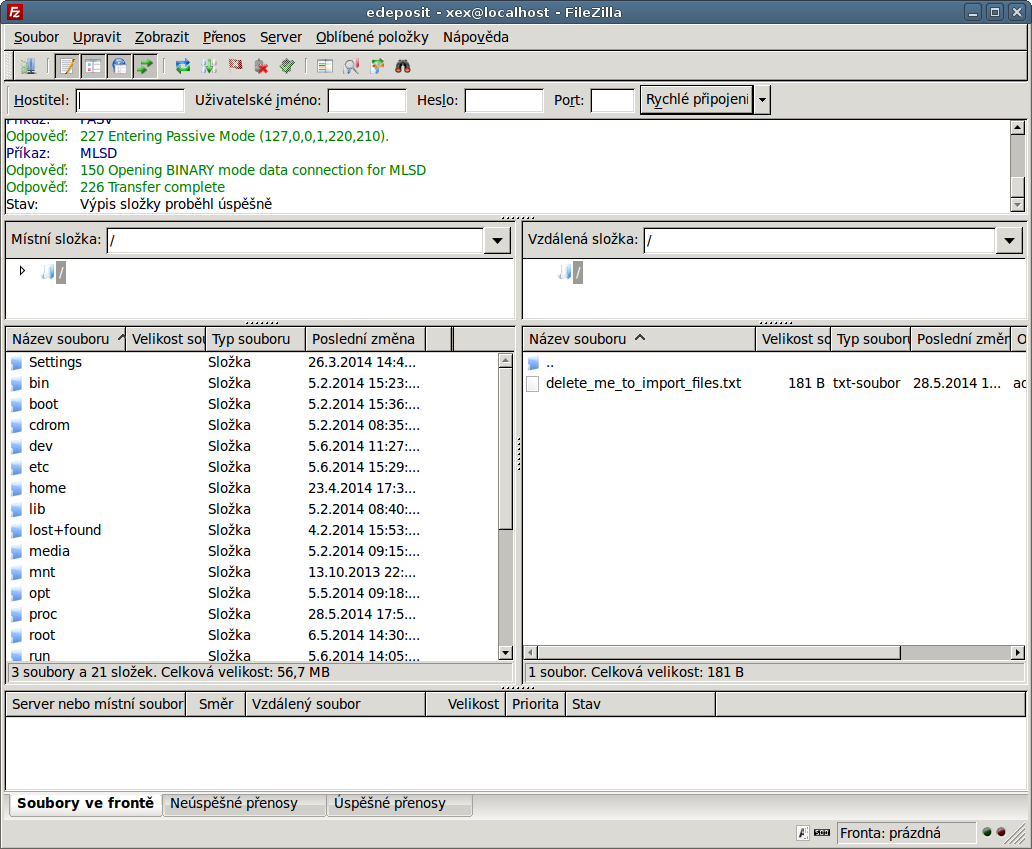 edeposit - xex@localhost - FileZilla
Soubor Upravit Zobrazit Přenos Server Oblíbené položky Nápověda
Hostitel: Uživatelské jméno: Heslo: Port: Rychlé připojení
Příkaz: PASV
Odpověď: 227 Entering Passive Mode (127,0,0,1,220,210).
Příkaz: MLSD
Odpověď: 150 Opening BINARY mode data connection for MLSD
Odpověď: 226 Transfer complete
Stav: Výpis složky proběhl úspěšně
Místní složka: /
/
Název souboru Velikost sou Typ souboru Poslední změna
Settings Složka 26.3.2014 14:4...
bin Složka 5.2.2014 15:23:...
boot Složka 5.2.2014 15:36:...
cdrom Složka 5.2.2014 08:35:...
dev Složka 5.6.2014 11:27:...
etc Složka 5.6.2014 15:29:...
home Složka 23.4.2014 17:3...
lib Složka 5.2.2014 08:40:...
lost+found Složka 4.2.2014 15:53:...
media Složka 5.2.2014 09:15:...
mnt Složka 13.10.2013 22:...
opt Složka 5.5.2014 09:18:...
proc Složka 28.5.2014 17:5...
root Složka 6.5.2014 14:30:...
run Složka 5.6.2014 14:05:...
3 soubory a 21 složek. Celková velikost: 56,7 MB
Vzdálená složka: /
/
Název souboru Velikost sc Typ souboru Poslední změn O
..
delete_me_to_import_files.txt 181 B txt-soubor 28.5.2014 1... ac
1 soubor. Celková velikost: 181 B
Server nebo místní soubor Směr Vzdálený soubor Velikost Priorita Stav
Soubory ve frontě Neúspěšné přenosy Úspěšné přenosy
Fronta: prázdná